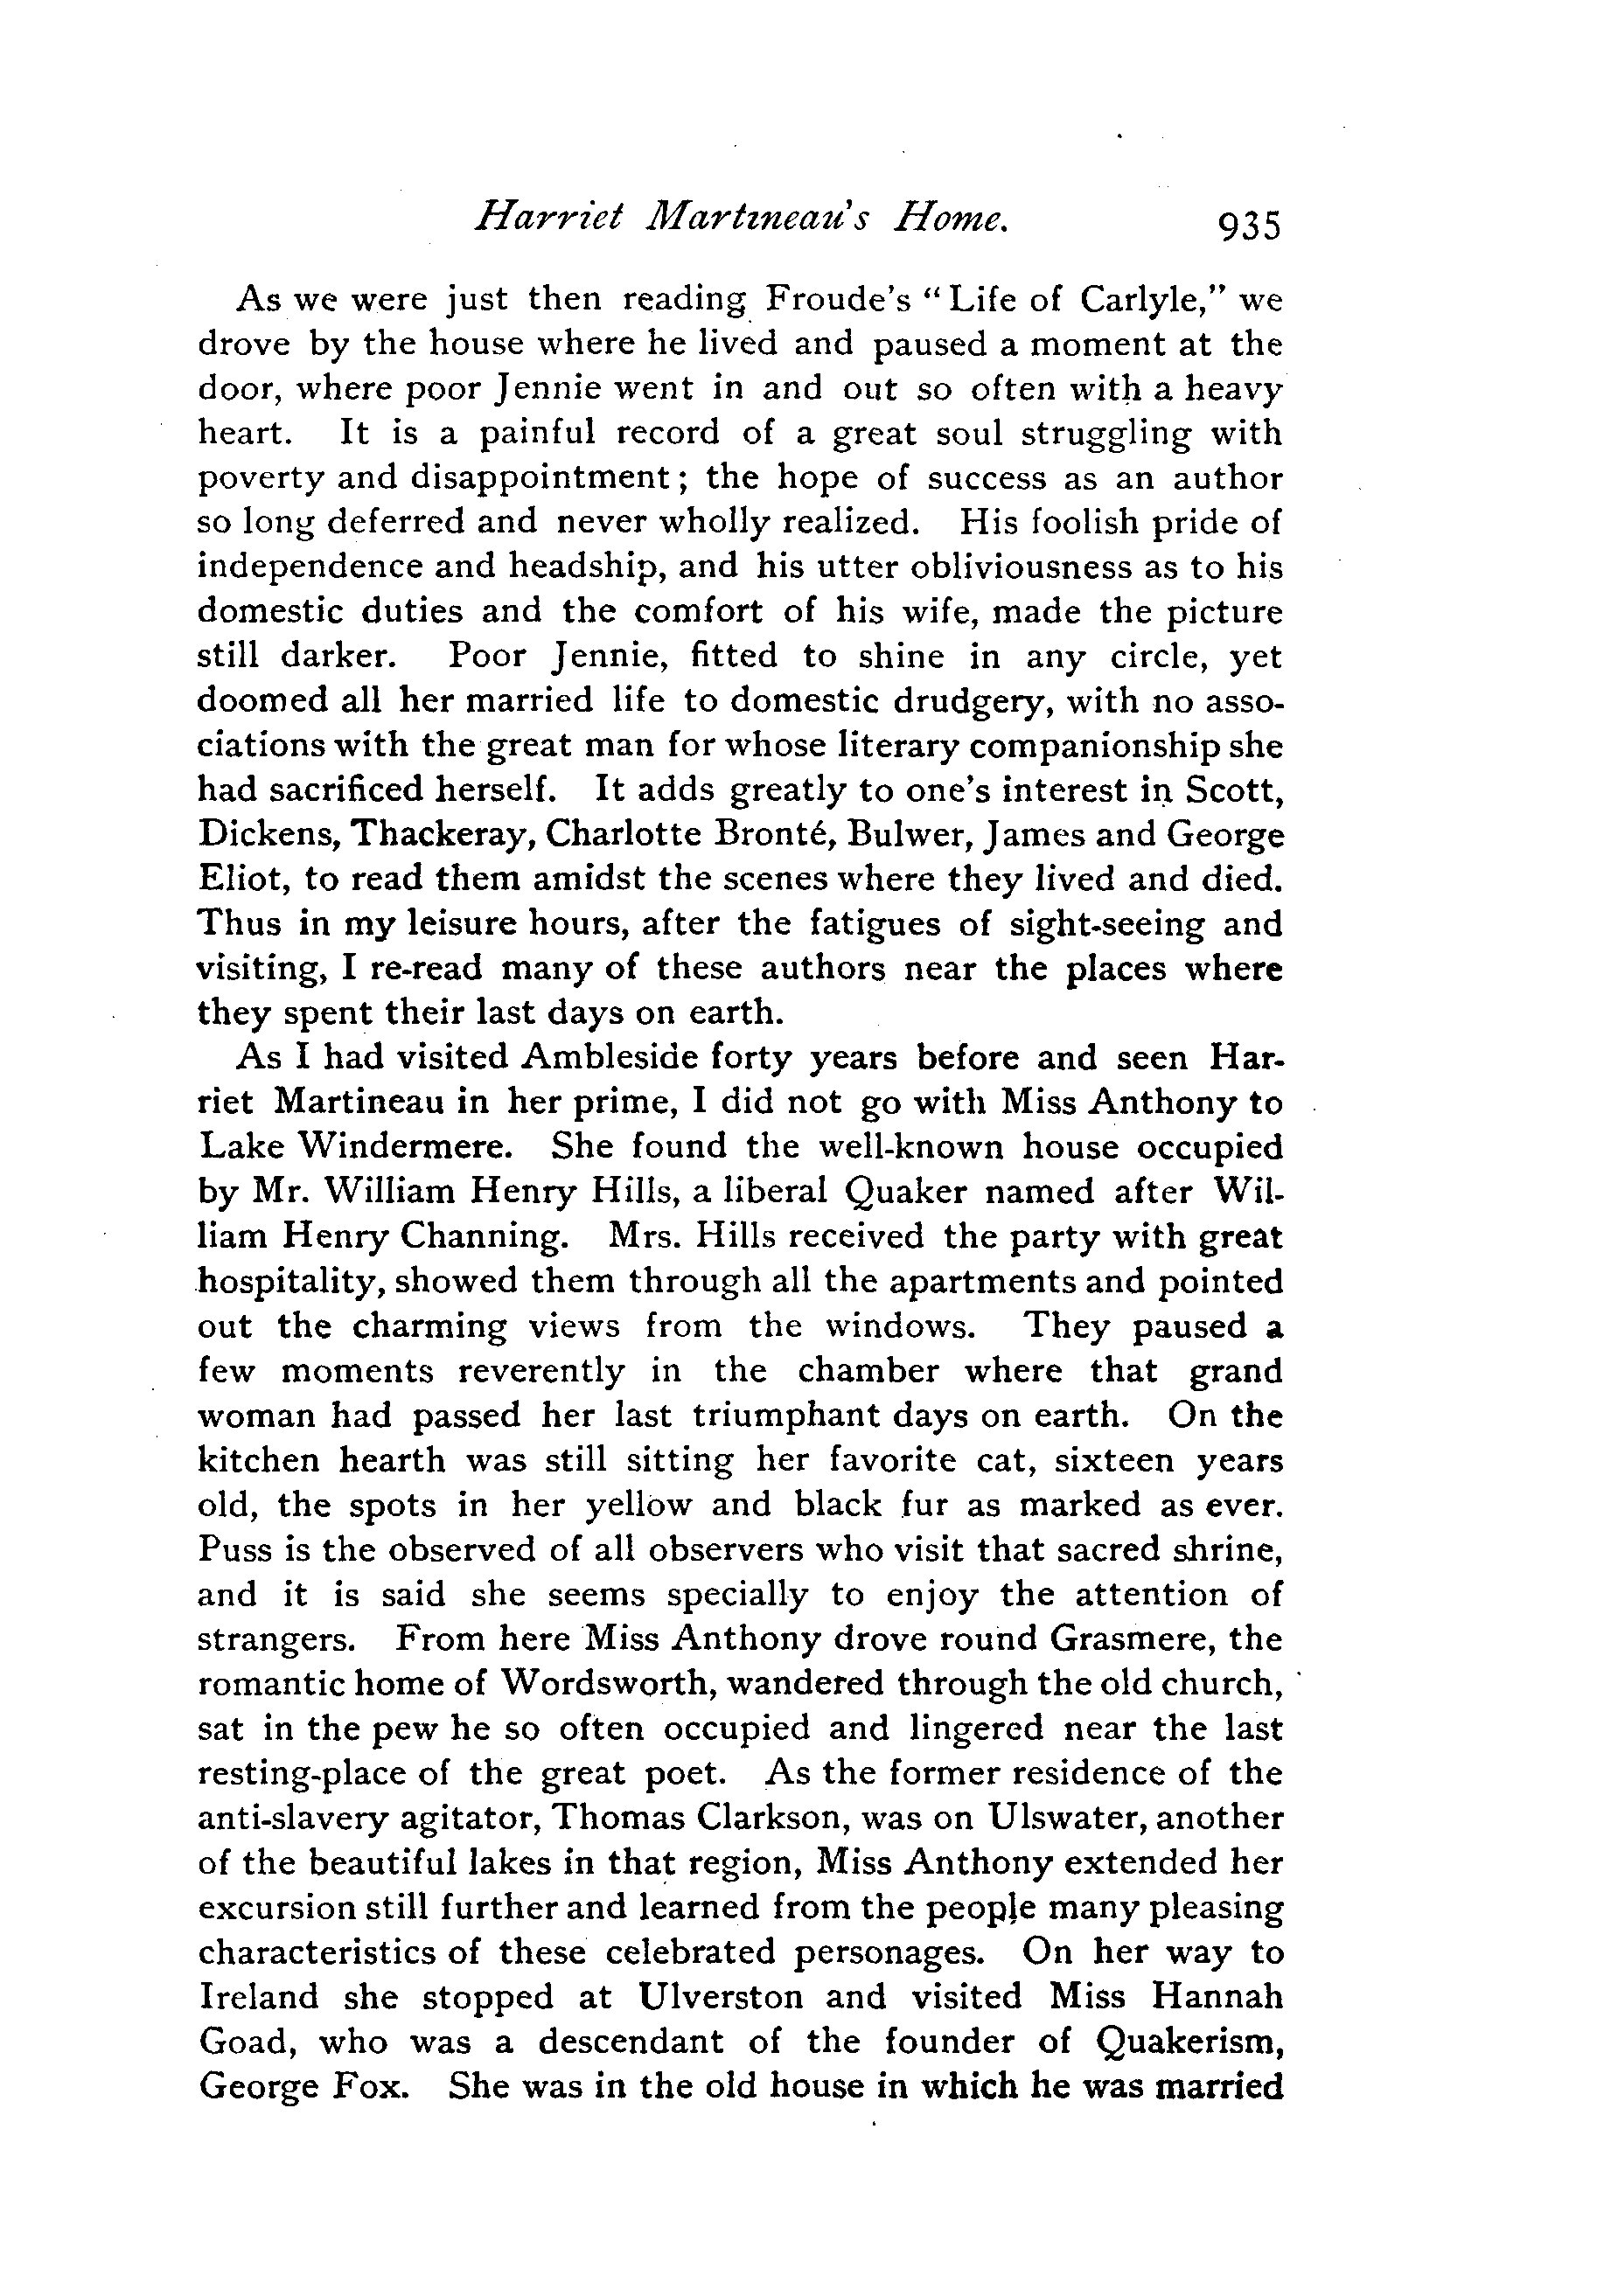 Harriet Martineau's Home. 935
As we were just then reading Froude's “Life of Carlyle,” we
drove by the house where he lived and paused a moment at the
door, where poor Jennie went in and out so often with a heavy
heart. It is a painful record of a great soul struggling with
poverty and disappointment; the hope of success as an author
so long deferred and never wholly realized. His foolish pride of
independence and headship, and his utter obliviousness as to his
domestic duties and the comfort of his wife, made the picture
still darker. Poor Jennie, fitted to shine in any circle, yet
doomed all her married life to domestic drudgery, with no asso-
ciations with the great man for whose literary companionship she
had sacrificed herself. It adds greatly to one's interest in Scott,
Dickens, Thackeray, Charlotte Bronté, Bulwer, James and George
Eliot, to read them amidst the scenes where they lived and died.
Thus in my leisure hours, after the fatigues of sight-seeing and
visiting, I re-read many of these authors near the places where
they spent their last days on earth.
As I had visited Ambleside forty years before and seen Har-
riet Martineau in her prime, I did not go with Miss Anthony to
Lake Windermere. She found the well-known house occupied
by Mr. William Henry Hills, a liberal Quaker named after Wil-
liam Henry Channing. Mrs. Hills received the party with great
hospitality, showed them through all the apartments and pointed
out the charming views from the windows. They paused a
few moments reverently in the chamber where that grand
woman had passed her last triumphant days on earth. On the
kitchen hearth was still sitting her favorite cat, sixteen years
old, the spots in her yellow and black fur as marked as ever.
Puss is the observed of all observers who visit that sacred shrine,
and it is said she seems specially to enjoy the attention of
strangers. From here Miss Anthony drove round Grasmere, the
romantic home of Wordsworth, wandered through the old church,
sat in the pew he so often occupied and lingered near the last
resting-place of the great poet. As the former residence of the
anti-slavery agitator, Thomas Clarkson, was on Ulswater, another
of the beautiful lakes in that region, Miss Anthony extended her
excursion still further and learned from the people many pleasing
characteristics of these celebrated personages. On her way to
Ireland she stopped at Ulverston and visited Miss Hannah
Goad, who was a descendant of the founder of Quakerism,
George Fox. She was in the old house in which he was married